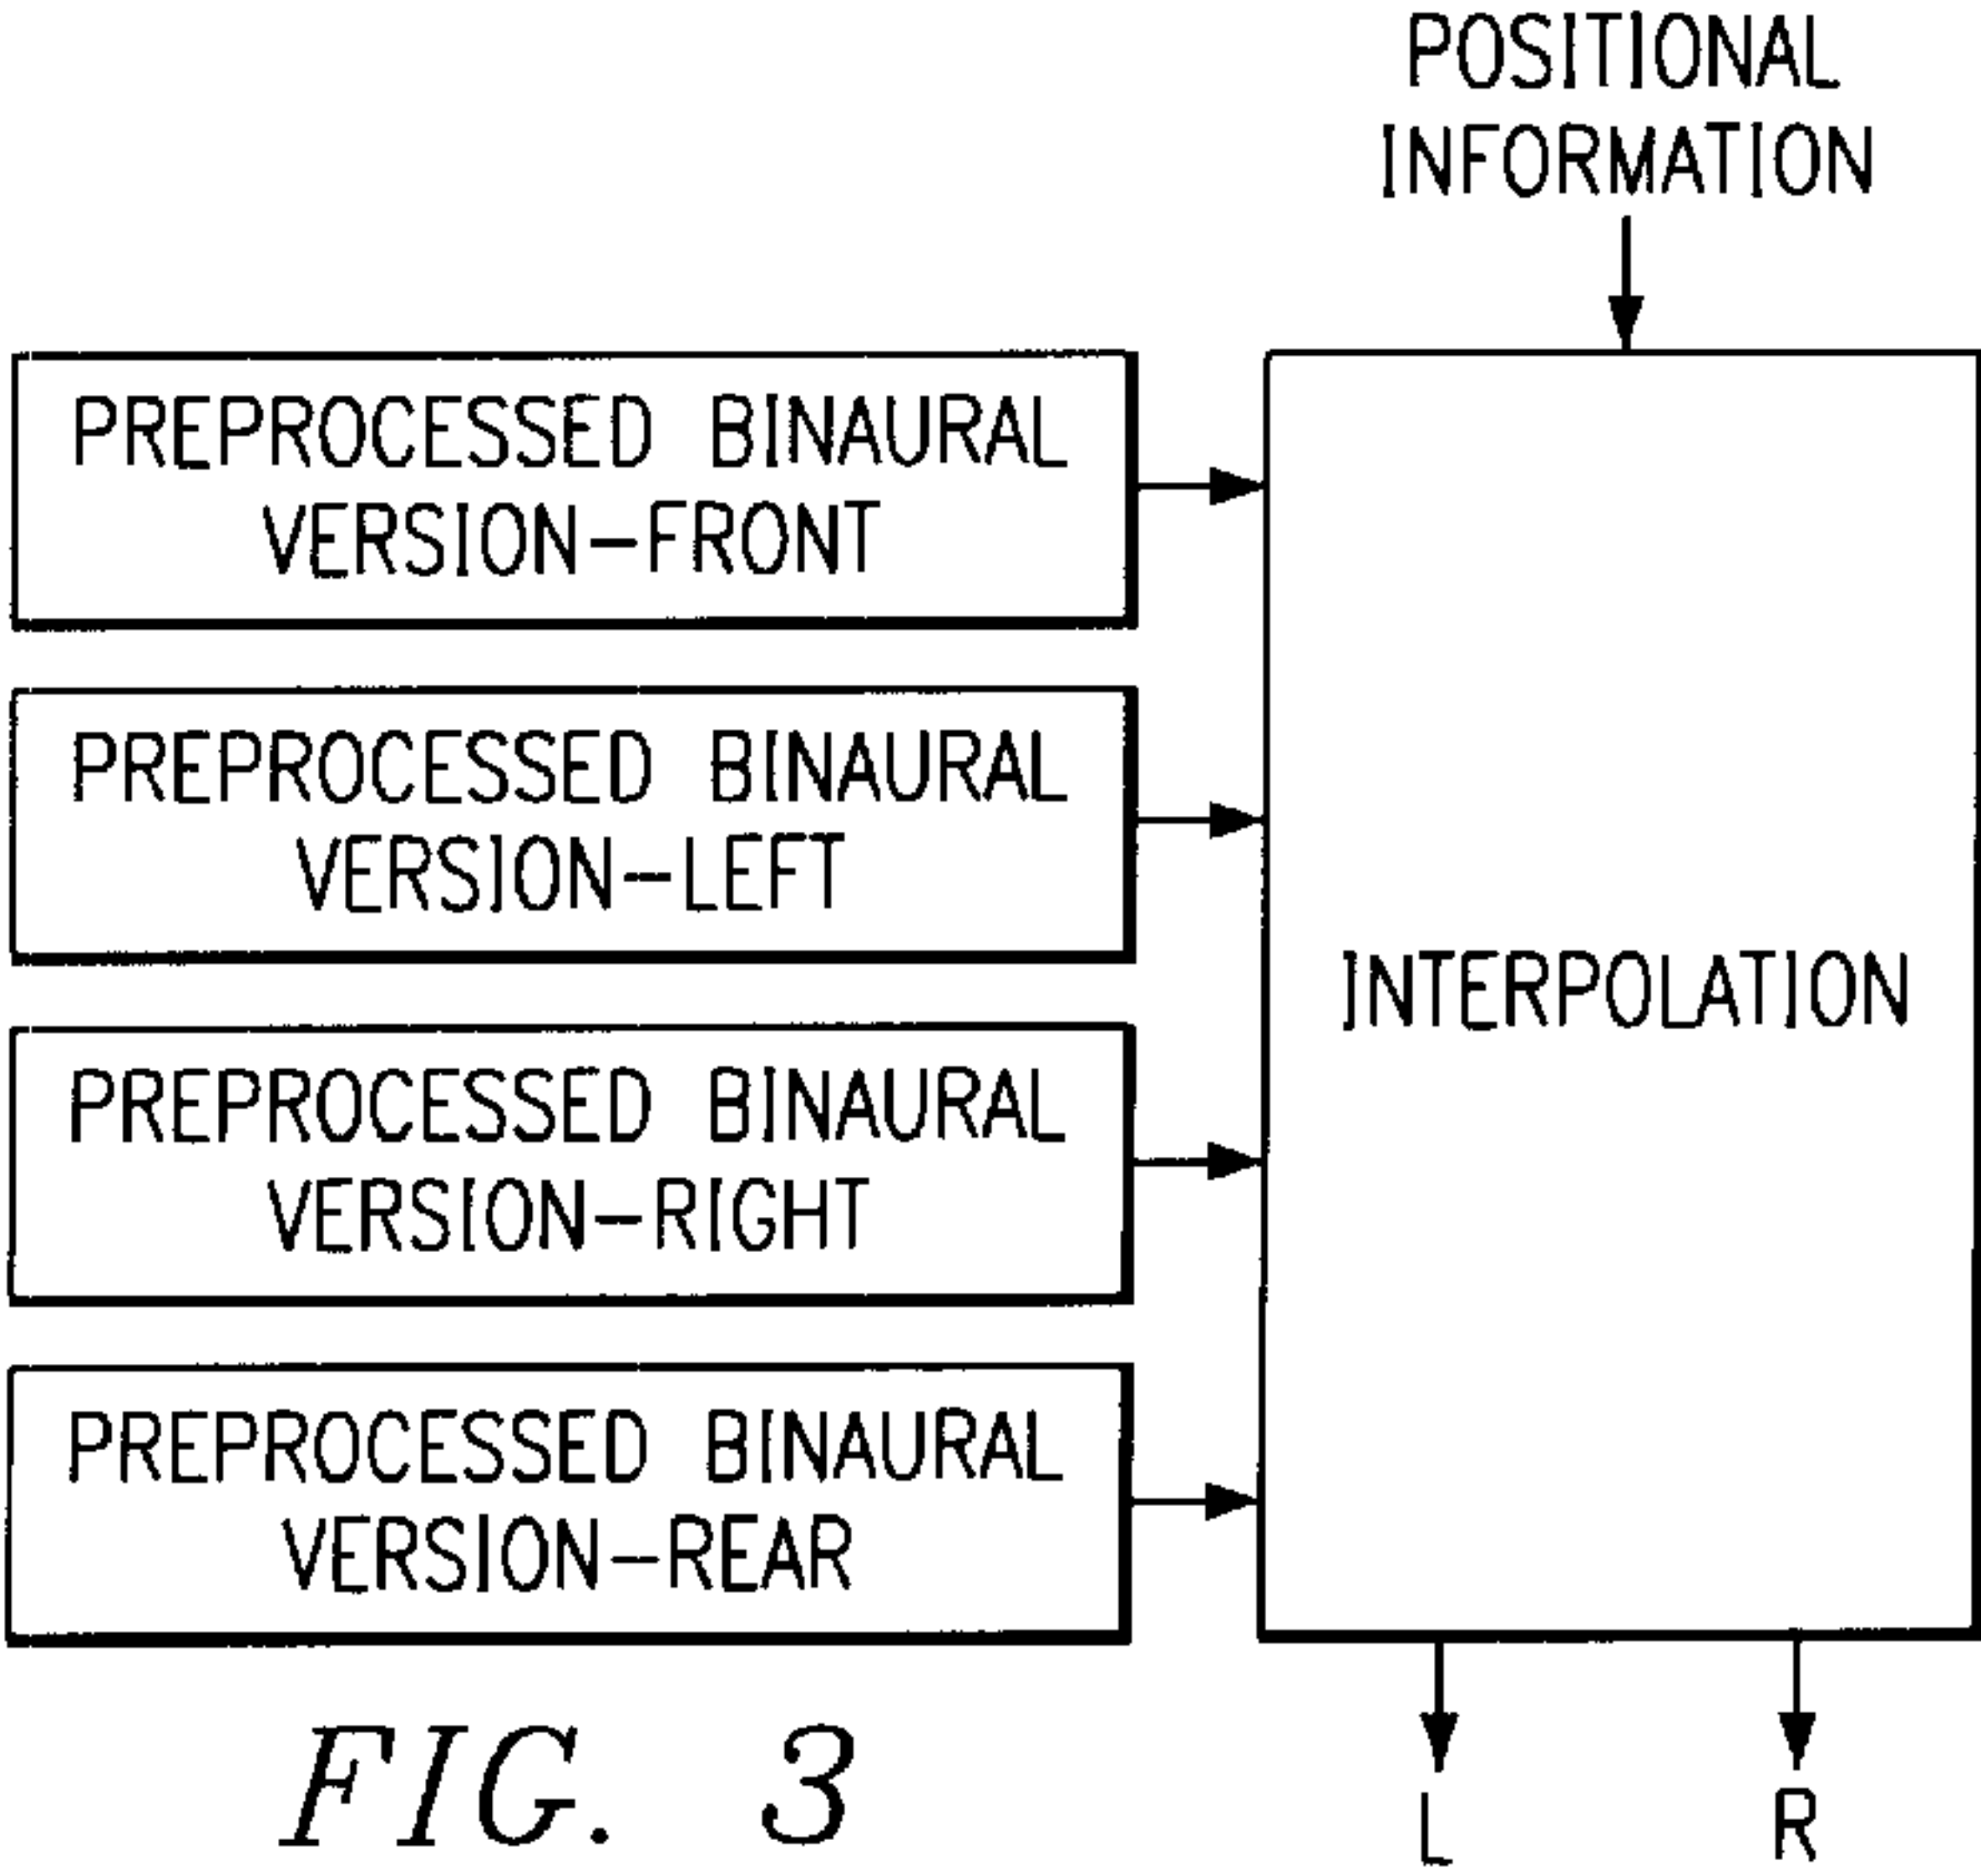 POSITIONAL
INFORMATION
PREPROCESSED BINAURAL
VERSION-FRONT
PREPROCESSED BINAURAL
VERSION-LEFT
PREPROCESSED BINAURAL
VERSION-RIGHT
PREPROCESSED BINAURAL
VERSION-REAR
INTERPOLATION
L R
FIG. 3